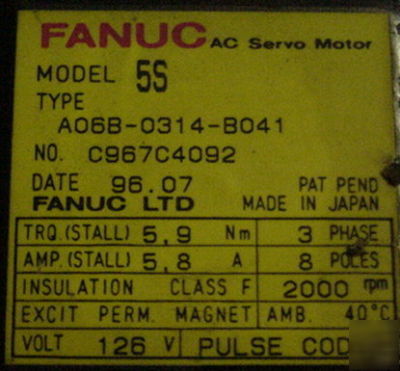 FANUC AC Servo Motor
MODEL 5S
TYPE
A06B-0314-B041
NO. C967C4092
DATE 96.07 PAT PEND
FANUC LTD MADE IN JAPAN
TRQ.(STALL) 5,9 Nm 3 PHASE
AMP.(STALL) 5,8 A 8 POLES
INSULATION CLASS F 2000 rpm
EXCIT PERM. MAGNET AMB. 40°C
VOLT 126 V PULSE COD